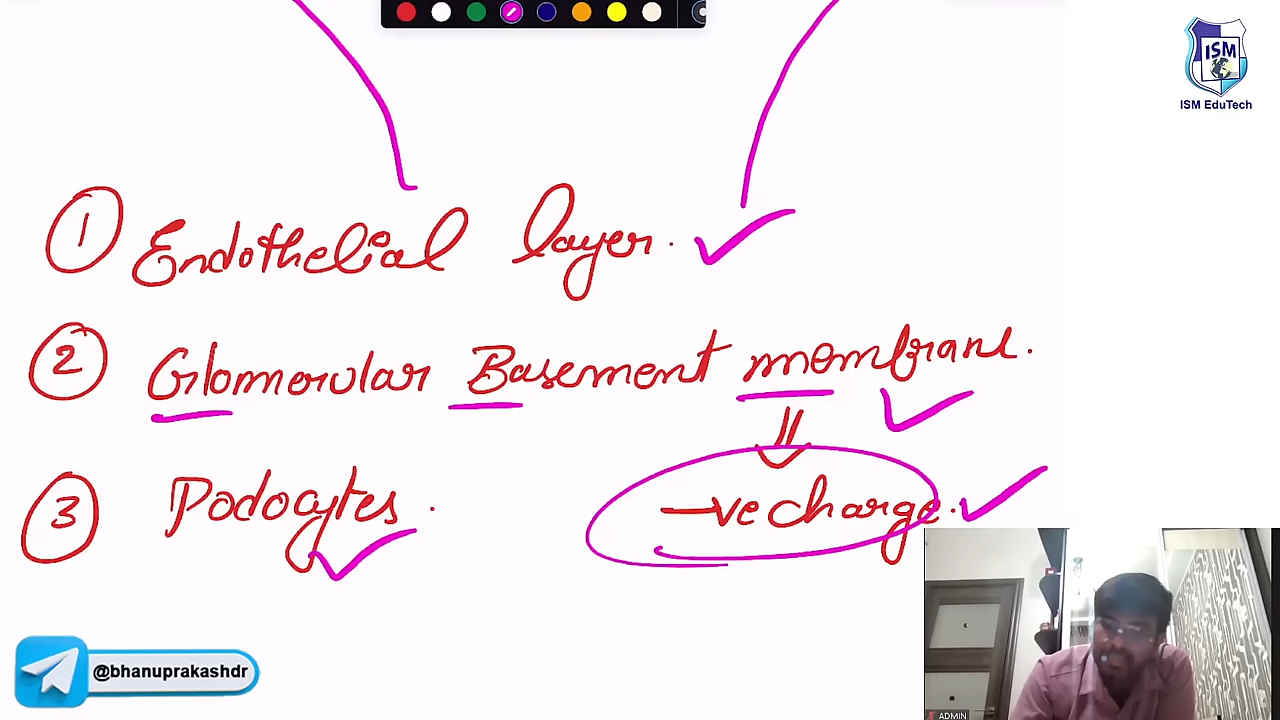 ISM
ISM EduTech
1 Endothelial layer.
2 Glomerular Basement membrane.
3 Podocytes.
-ve charge.
@bhanuprakashdr
ADMIN